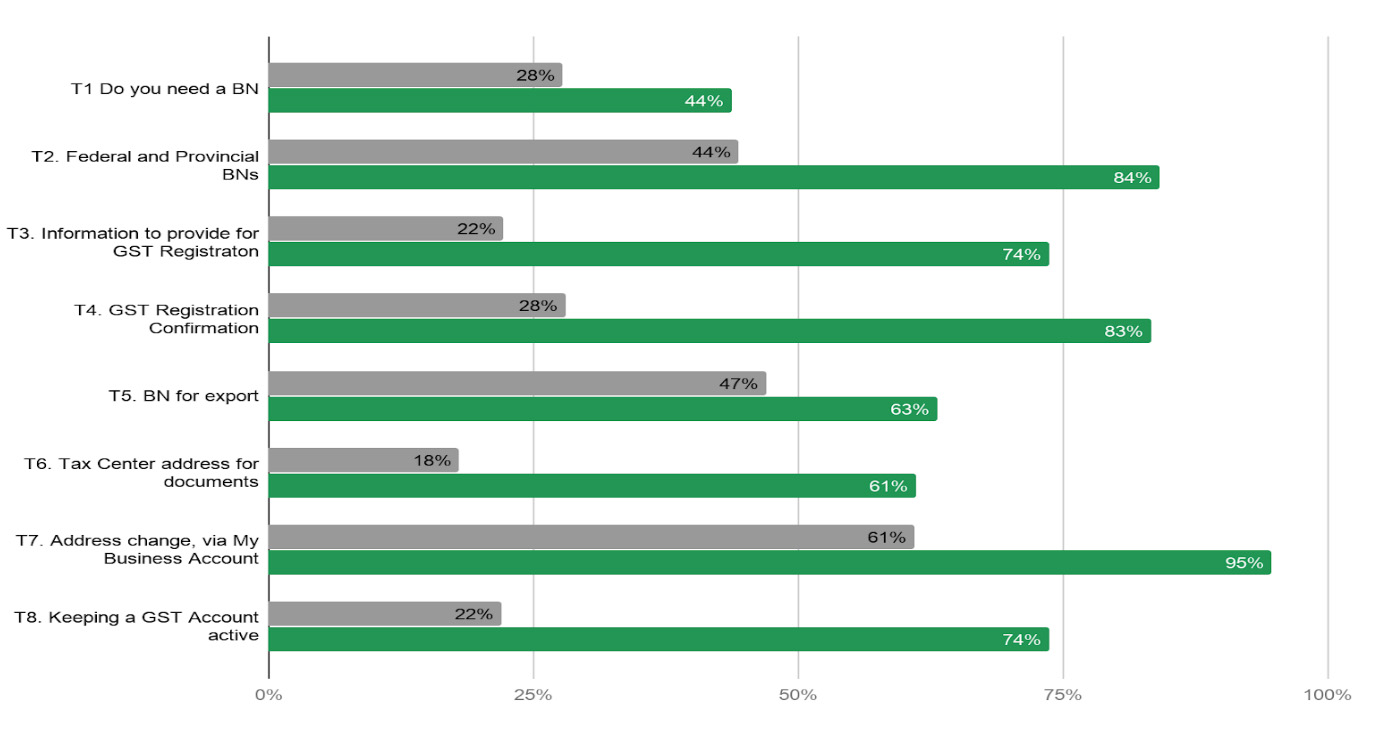 T1 Do you need a BN
28%
44%
T2. Federal and Provincial
BNs
44%
84%
T3. Information to provide for
GST Registraton
22%
74%
T4. GST Registration
Confirmation
28%
83%
T5. BN for export
47%
63%
T6. Tax Center address for
documents
18%
61%
T7. Address change, via My
Business Account
61%
95%
T8. Keeping a GST Account
active
22%
74%
0%
25%
50%
75%
100%